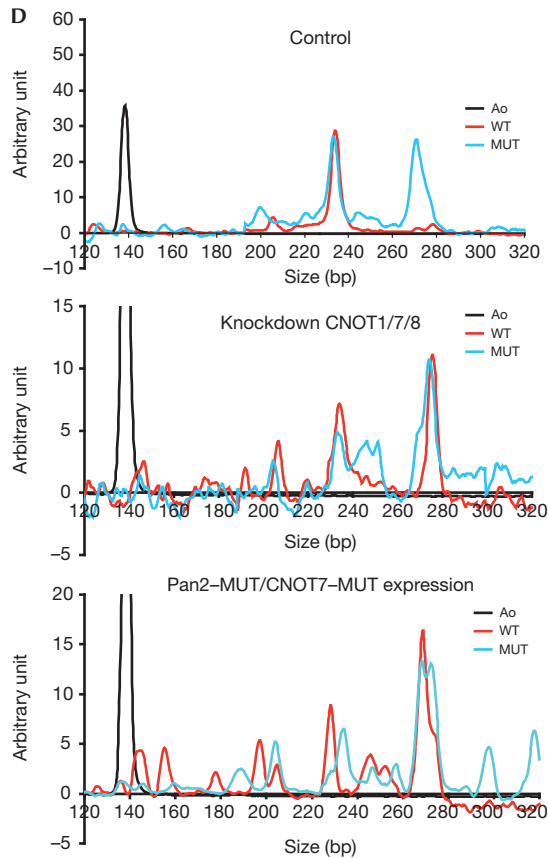 D
Control
Arbitrary unit
60
50
40
30
20
10
0
–10
120 140 160 180 200 220 240 260 280 300 320
Size (bp)
Ao
WT
MUT
Knockdown CNOT1/7/8
Arbitrary unit
15
10
5
0
–5
120 140 160 180 200 220 240 260 280 300 320
Size (bp)
Ao
WT
MUT
Pan2–MUT/CNOT7–MUT expression
Arbitrary unit
20
15
10
5
0
–5
120 140 160 180 200 220 240 260 280 300 320
Size (bp)
Ao
WT
MUT